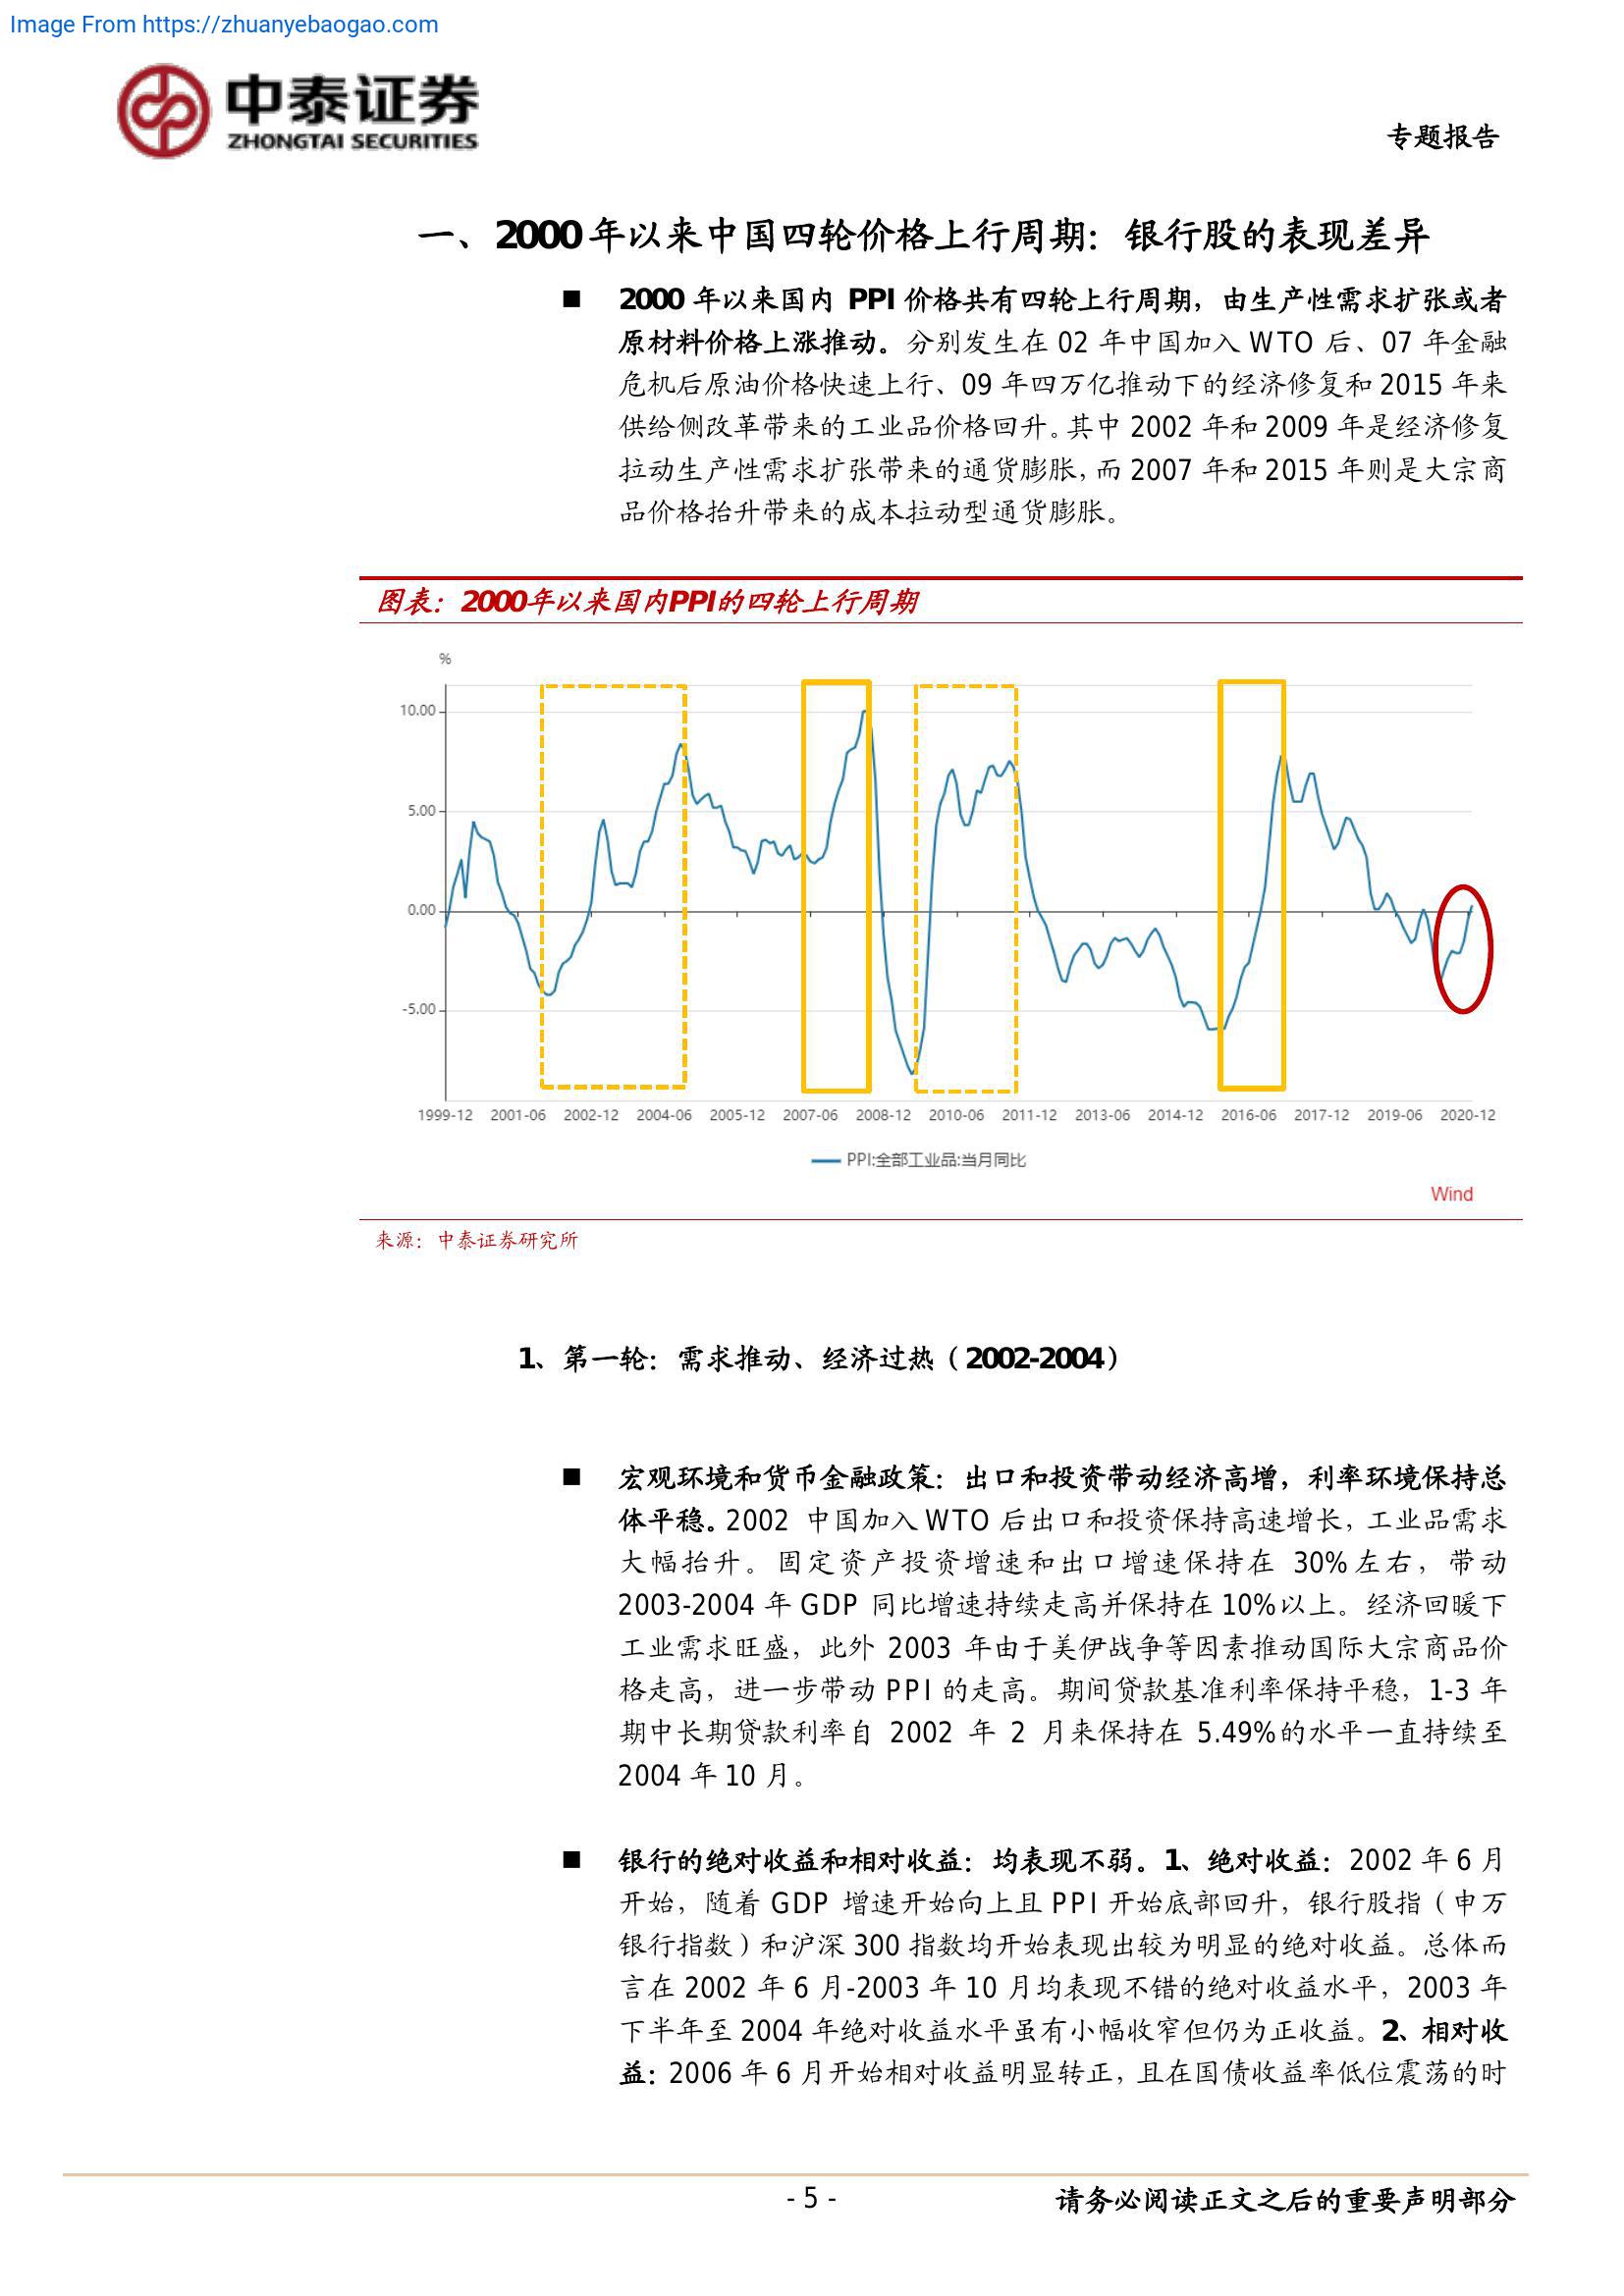 Image From https://zhuanyebaogao.com
中泰证券
ZHONGTAI SECURITIES
专题报告
一、2000年以来中国四轮价格上行周期：银行股的表现差异
■ 2000 年以来国内 PPI 价格共有四轮上行周期，由生产性需求扩张或者
原材料价格上涨推动。分别发生在 02 年中国加入 WTO 后、07 年金融
危机后原油价格快速上行、09 年四万亿推动下的经济修复和 2015 年来
供给侧改革带来的工业品价格回升。其中 2002 年和 2009 年是经济修复
拉动生产性需求扩张带来的通货膨胀，而 2007 年和 2015 年则是大宗商
品价格抬升带来的成本拉动型通货膨胀。
图表：2000年以来国内PPI的四轮上行周期
%
10.00
5.00
0.00
-5.00
1999-12 2001-06 2002-12 2004-06 2005-12 2007-06 2008-12 2010-06 2011-12 2013-06 2014-12 2016-06 2017-12 2019-06 2020-12
PPI:全部工业品:当月同比
Wind
来源：中泰证券研究所
1、第一轮：需求推动、经济过热（2002-2004）
■ 宏观环境和货币金融政策：出口和投资带动经济高增，利率环境保持总
体平稳。2002 中国加入 WTO 后出口和投资保持高速增长，工业品需求
大幅抬升。固定资产投资增速和出口增速保持在 30%左右，带动
2003-2004 年 GDP 同比增速持续走高并保持在 10%以上。经济回暖下
工业需求旺盛，此外 2003 年由于美伊战争等因素推动国际大宗商品价
格走高，进一步带动 PPI 的走高。期间贷款基准利率保持平稳，1-3 年
期中长期贷款利率自 2002 年 2 月来保持在 5.49%的水平一直持续至
2004 年 10 月。
■ 银行的绝对收益和相对收益：均表现不弱。1、绝对收益：2002 年 6 月
开始，随着 GDP 增速开始向上且 PPI 开始底部回升，银行股指（申万
银行指数）和沪深 300 指数均开始表现出较为明显的绝对收益。总体而
言在 2002 年 6 月-2003 年 10 月均表现不错的绝对收益水平，2003 年
下半年至 2004 年绝对收益水平虽有小幅收窄但仍为正收益。2、相对收
益：2006 年 6 月开始相对收益明显转正，且在国债收益率低位震荡的时
- 5 -
请务必阅读正文之后的重要声明部分